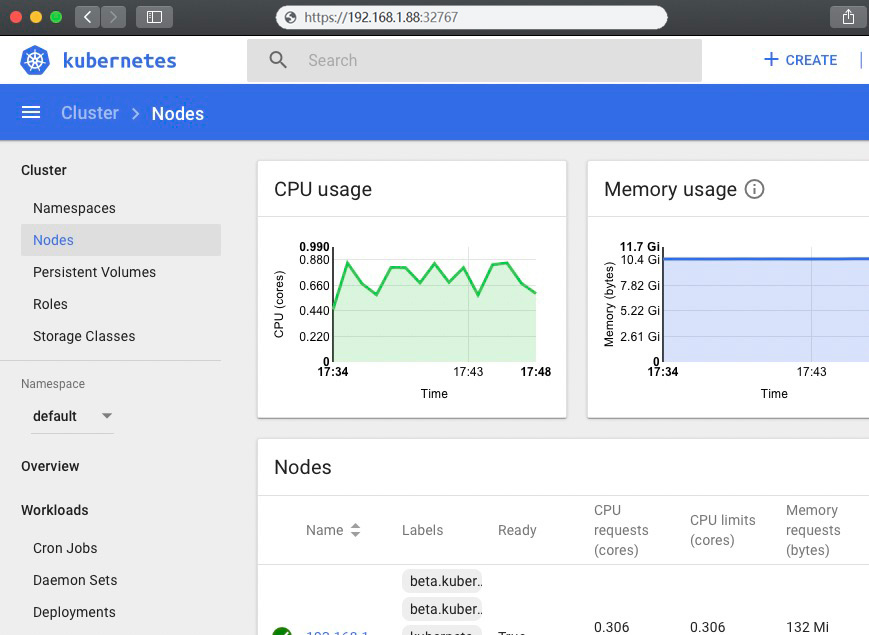 https://192.168.1.88:32767
kubernetes
Search
+ CREATE
Cluster > Nodes
Cluster
Namespaces
Nodes
Persistent Volumes
Roles
Storage Classes
Namespace
default
Overview
Workloads
Cron Jobs
Daemon Sets
Deployments
CPU usage
CPU (cores)
0.990
0.880
0.660
0.440
0.220
0
17:34 17:43 17:48
Time
Memory usage
Memory (bytes)
11.7 Gi
10.4 Gi
7.82 Gi
5.22 Gi
2.61 Gi
0
17:34 17:43
Time
Nodes
Name Labels Ready CPU requests (cores) CPU limits (cores) Memory requests (bytes)
beta.kuber..
beta.kuber..
192.168.1 kubernete True 0.306 0.306 132 Mi